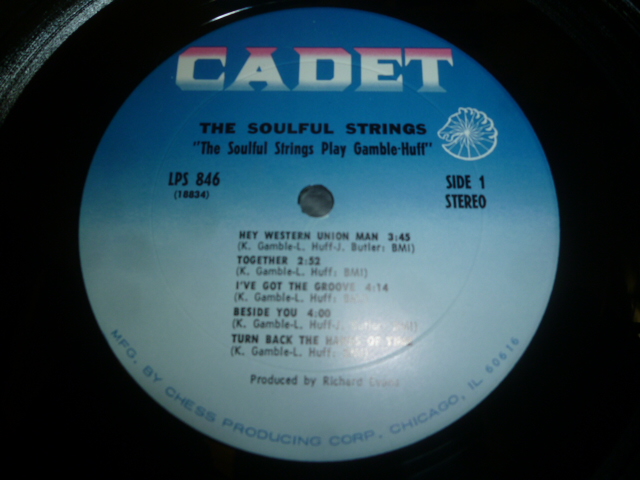 CADET
THE SOULFUL STRINGS
"The Soulful Strings Play Gamble-Huff"
LPS 846
(18834)
SIDE 1
STEREO
HEY WESTERN UNION MAN 3:45
(K. Gamble-L. Huff-J. Butler: BMI)
TOGETHER 2:52
(K. Gamble-L. Huff: BMI)
I'VE GOT THE GROOVE 4:14
(K. Gamble-L. Huff:
BESIDE YOU 4:00
(K. Gamble-L. Huff-J. Butler: BMI)
TURN BACK THE HANDS OF
(K. Gamble-L. Huff: BMI)
Produced by Richard Evans
MFG. BY CHESS PRODUCING CORP. CHICAGO, IL 60616